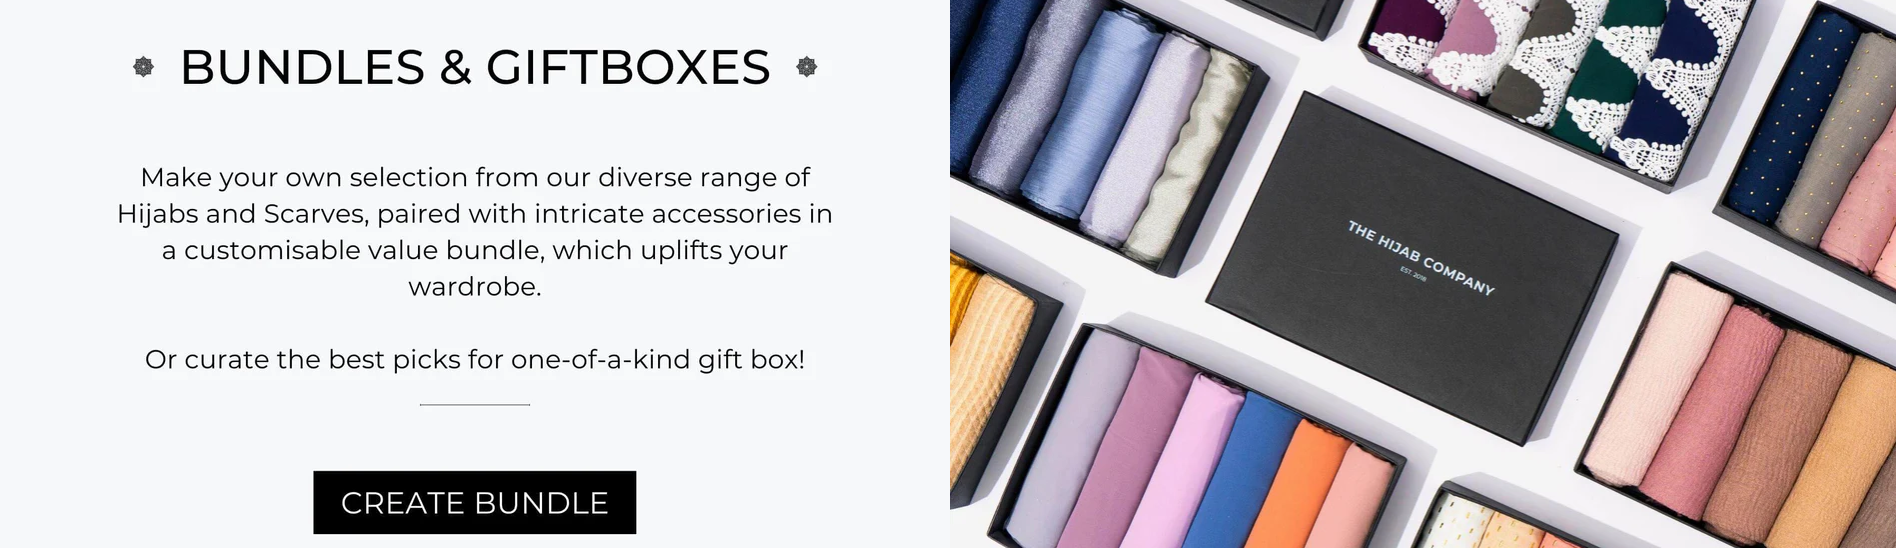 BUNDLES & GIFTBOXES
Make your own selection from our diverse range of
Hijabs and Scarves, paired with intricate accessories in
a customisable value bundle, which uplifts your
wardrobe.
Or curate the best picks for one-of-a-kind gift box!
CREATE BUNDLE
THE HIJAB COMPANY
EST. 2018